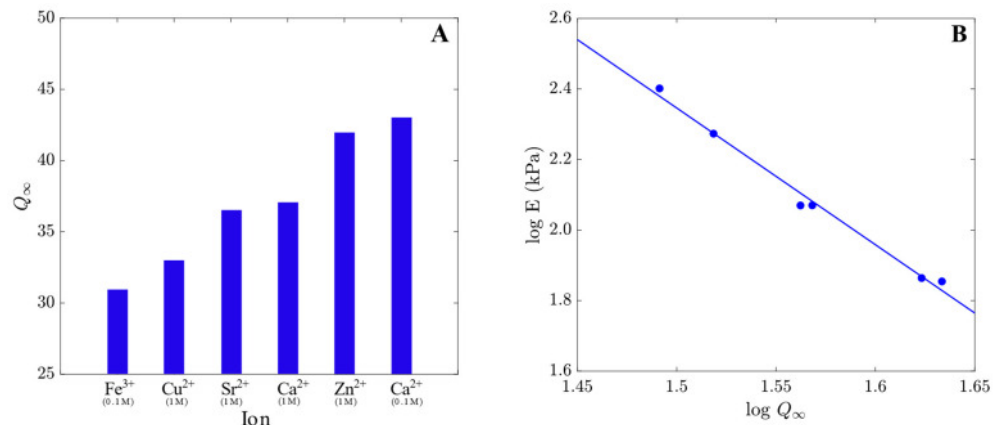 A
50
45
40
35
30
25
Q∞
Fe³⁺ Cu²⁺ Sr²⁺ Ca²⁺ Zn²⁺ Ca²⁺
(0.1M) (1M) (1M) (1M) (1M) (0.1M)
Ion
B
2.6
2.4
2.2
2.0
1.8
1.6
log E (kPa)
1.45 1.5 1.55 1.6 1.65
log Q∞